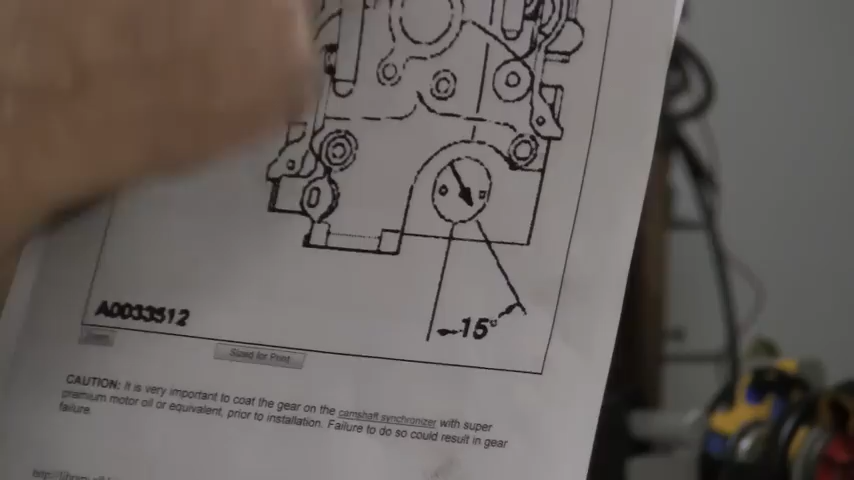 15°
A0033512
Sized for Print
CAUTION: It is very important to coat the gear on the camshaft synchronizer with super
premium motor oil or equivalent, prior to installation. Failure to do so could result in gear
failure.